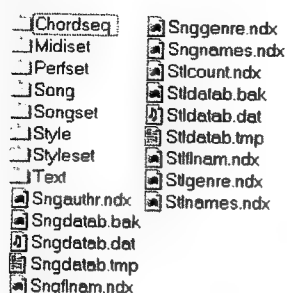 Chordseq
Midiset
Perfset
Song
Songset
Style
Styleset
Text
Sngauthr.ndx
Sngdatab.bak
Sngdatab.dat
Sngdatab.tmp
Sngflnam.ndx
Snggenre.ndx
Sngnames.ndx
Stlcount.ndx
Stldatab.bak
Stldatab.dat
Stldatab.tmp
Stlflnam.ndx
Stlgenre.ndx
Stlnames.ndx